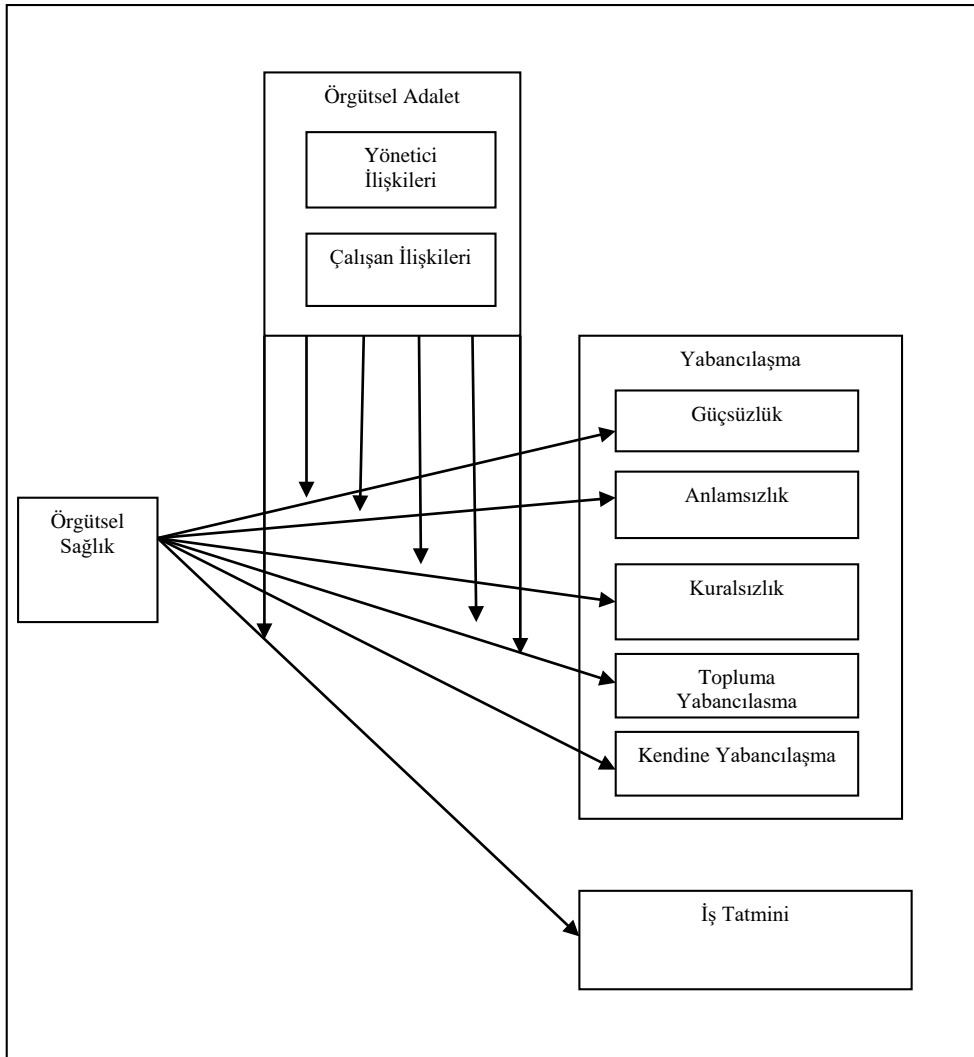 Örgütsel Adalet
Yönetici
İlişkileri
Çalışan İlişkileri
Yabancılaşma
Güçsüzlük
Anlamsızlık
Örgütsel
Sağlık
Kuralsızlık
Topluma
Yabancılasma
Kendine Yabancılaşma
İş Tatmini